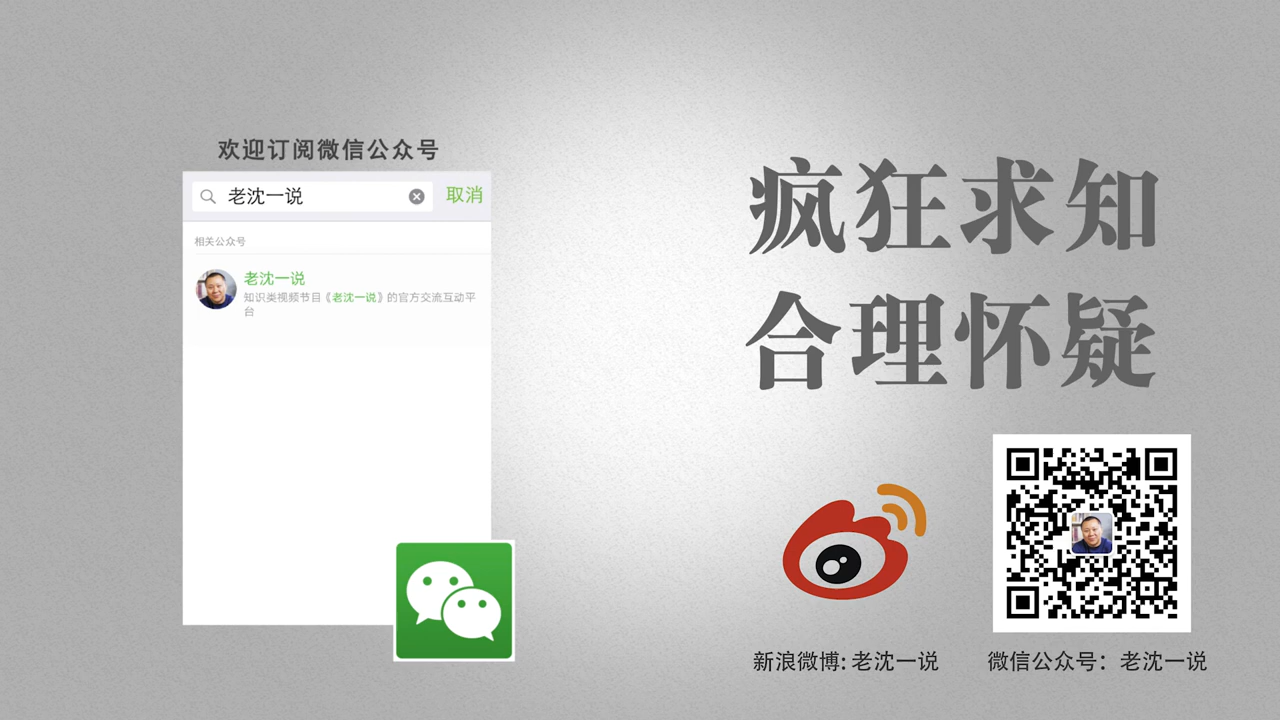 欢迎订阅微信公众号
老沈一说
取消
相关公众号
老沈一说
知识类视频节目《老沈一说》的官方交流互动平
台
疯狂求知
合理怀疑
新浪微博: 老沈一说
微信公众号：老沈一说